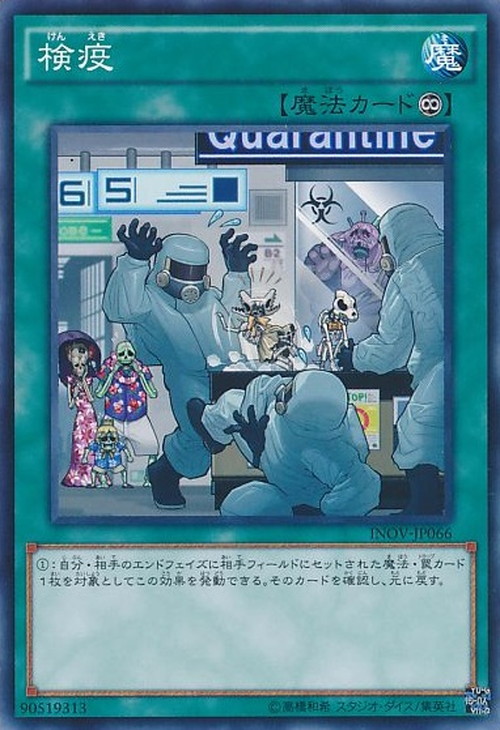 けん えき
検疫
魔
ま ほう
【魔法カード】
Quarantine
65
B2
TOP!
INOV-JP066
①:自分・相手のエンドフェイズに相手フィールドにセットされた魔法・罠カード
1枚を対象としてこの効果を発動できる。そのカードを確認し、元に戻す。
90519313
©高橋和希 スタジオ・ダイス/集英社